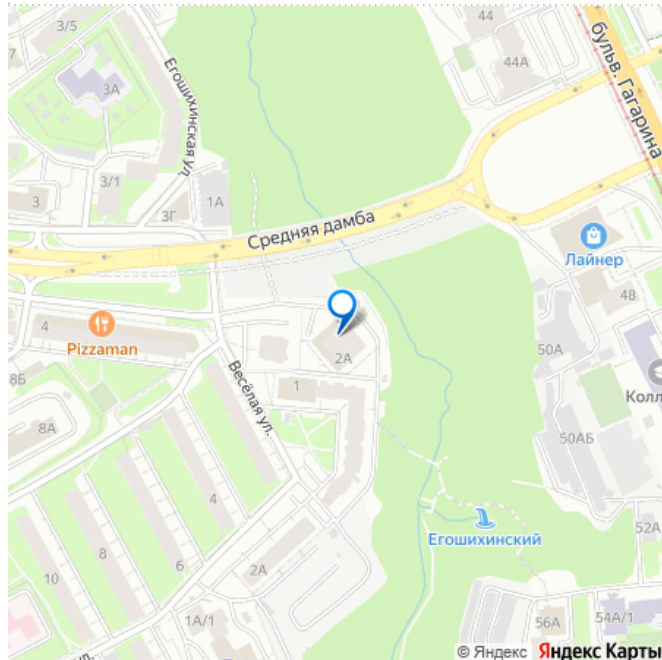 3/5
7
44
44А
бульв. Гагарина
3А
Егошихинская ул.
3/1
3
3Г
1А
Средняя дамба
Лайнер
48
4
Pizzaman
2А
50А
1
8Б
Весёлая ул.
Колл
8А
50АБ
4
8
6
10
Егошихинский
52А
2А
1А/1
56А
54А/1
ул.
© Яндекс Яндекс Карты